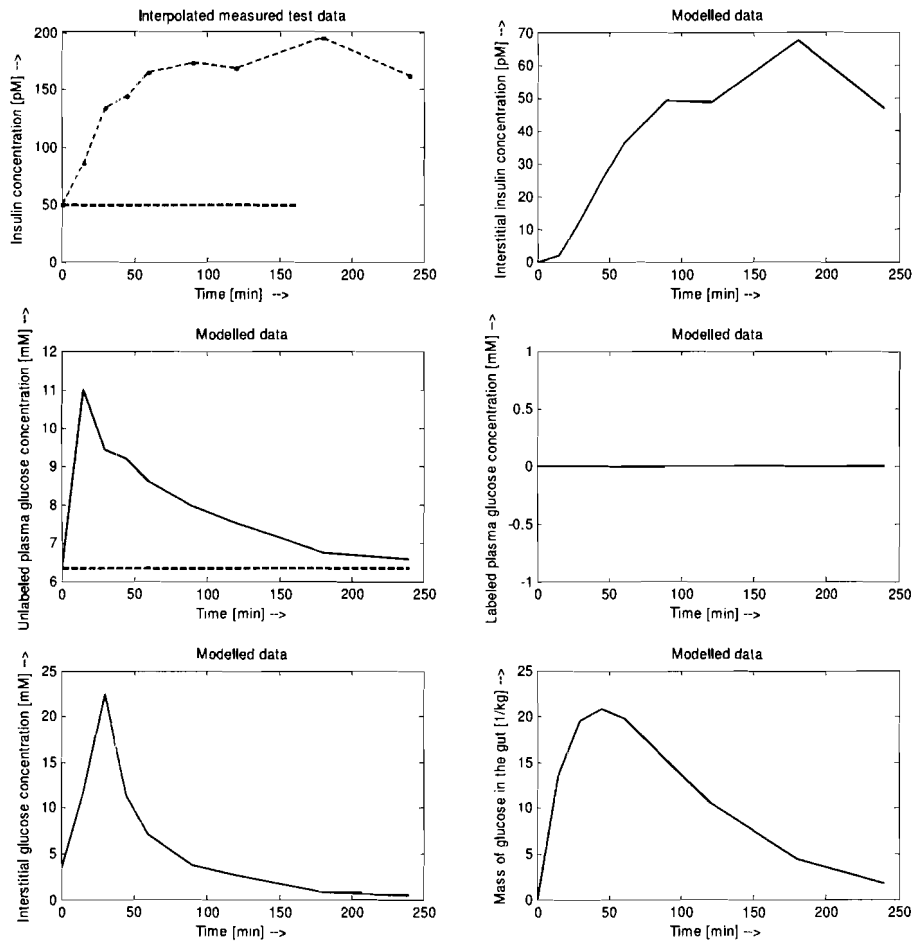 Interpolated measured test data
Insulin concentration [pM] -->
200
150
100
50
0
0 50 100 150 200 250
Time [min] -->
Modelled data
Interstitial insulin concentration [pM] -->
70
60
50
40
30
20
10
0
0 50 100 150 200 250
Time [min] -->
Modelled data
Unlabeled plasma glucose concentration [mM] -->
12
11
10
9
8
7
6
0 50 100 150 200 250
Time [min] -->
Modelled data
Labeled plasma glucose concentration [mM] -->
1
0.5
0
-0.5
-1
0 50 100 150 200 250
Time [min] -->
Modelled data
Interstitial glucose concentration [mM] -->
25
20
15
10
5
0
0 50 100 150 200 250
Time [min] -->
Modelled data
Mass of glucose in the gut [1/kg] -->
25
20
15
10
5
0
0 50 100 150 200 250
Time [min] -->